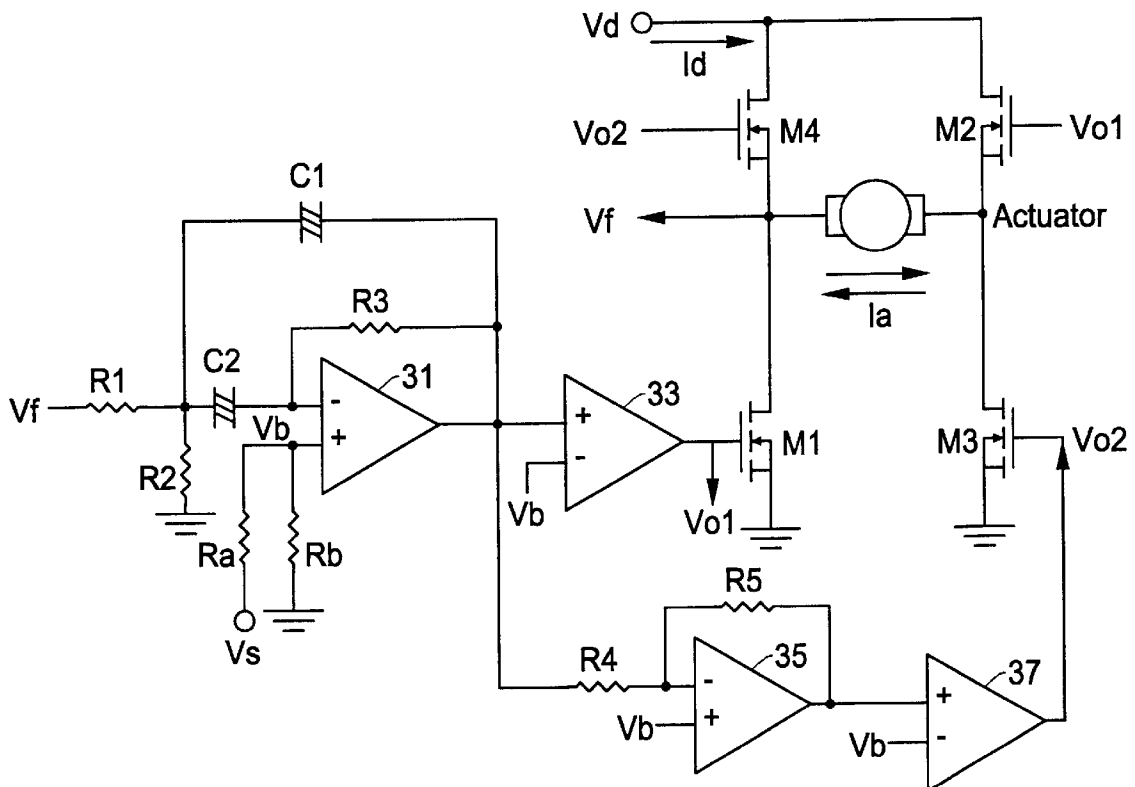 Vd
Id
Vo2
M4
M2
Vo1
C1
Vf
Actuator
Ia
R3
C2
31
R1
33
Vf
-
Vb
+
+
M1
M3
Vo2
R2
-
Vb
Vo1
Ra
Rb
R5
Vs
R4
35
-
37
+
Vb
+
Vb
-